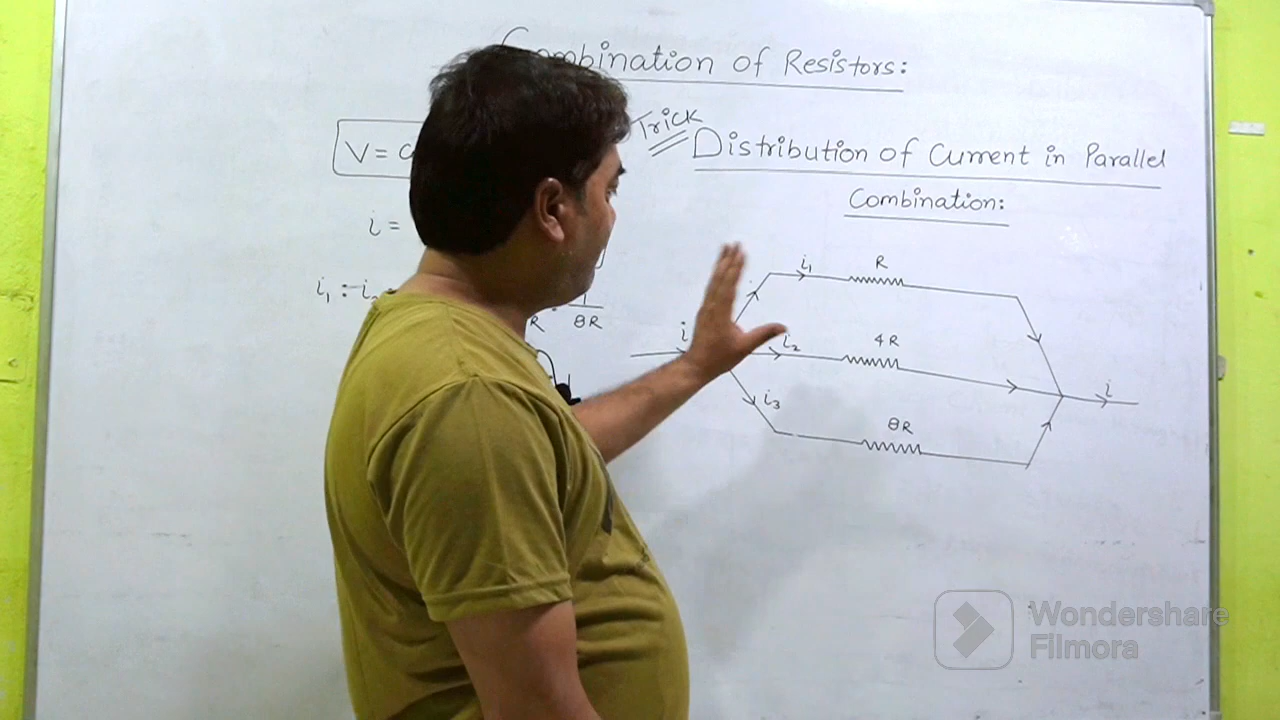 Combination of Resistors:
Trick
Distribution of Current in Parallel
Combination:
V =
i =
i₁ :
R : 1/8R
i
i₁
R
i₂
4R
i₃
8R
i
Wondershare
Filmora